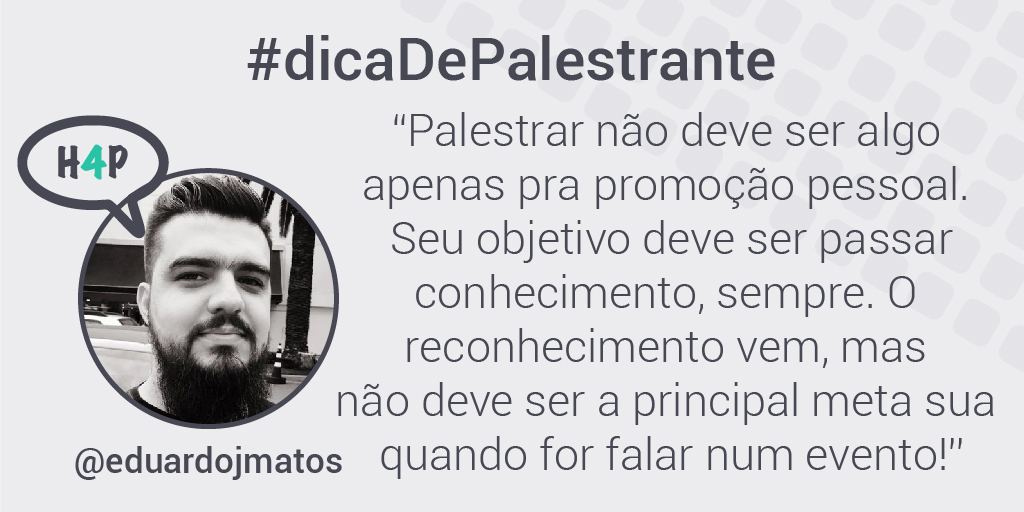 #dicaDePalestrante
H4P
“Palestrar não deve ser algo
apenas pra promoção pessoal.
Seu objetivo deve ser passar
conhecimento, sempre. O
reconhecimento vem, mas
não deve ser a principal meta sua
quando for falar num evento!”
@eduardojmatos